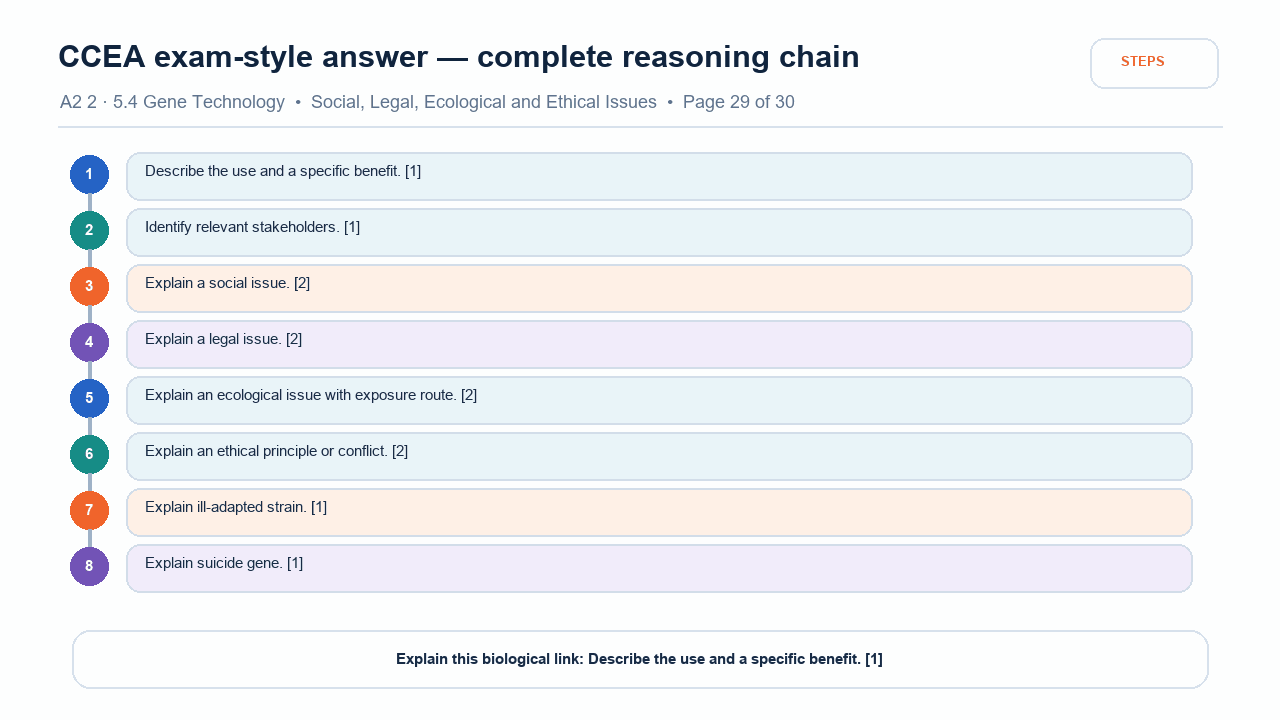 CCEA exam-style answer — complete reasoning chain
STEPS
A2 2 · 5.4 Gene Technology • Social, Legal, Ecological and Ethical Issues • Page 29 of 30
1 Describe the use and a specific benefit. [1]
2 Identify relevant stakeholders. [1]
3 Explain a social issue. [2]
4 Explain a legal issue. [2]
5 Explain an ecological issue with exposure route. [2]
6 Explain an ethical principle or conflict. [2]
7 Explain ill-adapted strain. [1]
8 Explain suicide gene. [1]
Explain this biological link: Describe the use and a specific benefit. [1]